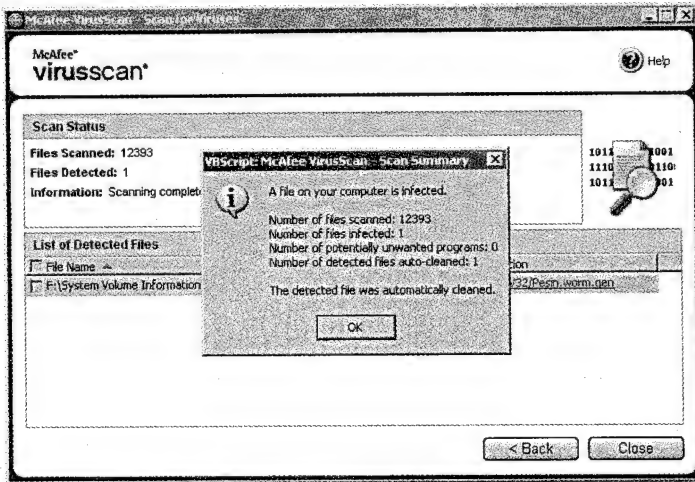 McAfee VirusScan - Scan for Viruses
McAfee®
virusscan®
Help
Scan Status
Files Scanned: 12393
Files Detected: 1
Information: Scanning complet
VBScript: McAfee VirusScan - Scan Summary
A file on your computer is infected.
Number of files scanned: 12393
Number of files infected: 1
Number of potentially unwanted programs: 0
Number of detected files auto-cleaned: 1
The detected file was automatically cleaned.
OK
List of Detected Files
File Name
ion
F:\System Volume Information
/32/Pesin.worm.gen
< Back
Close